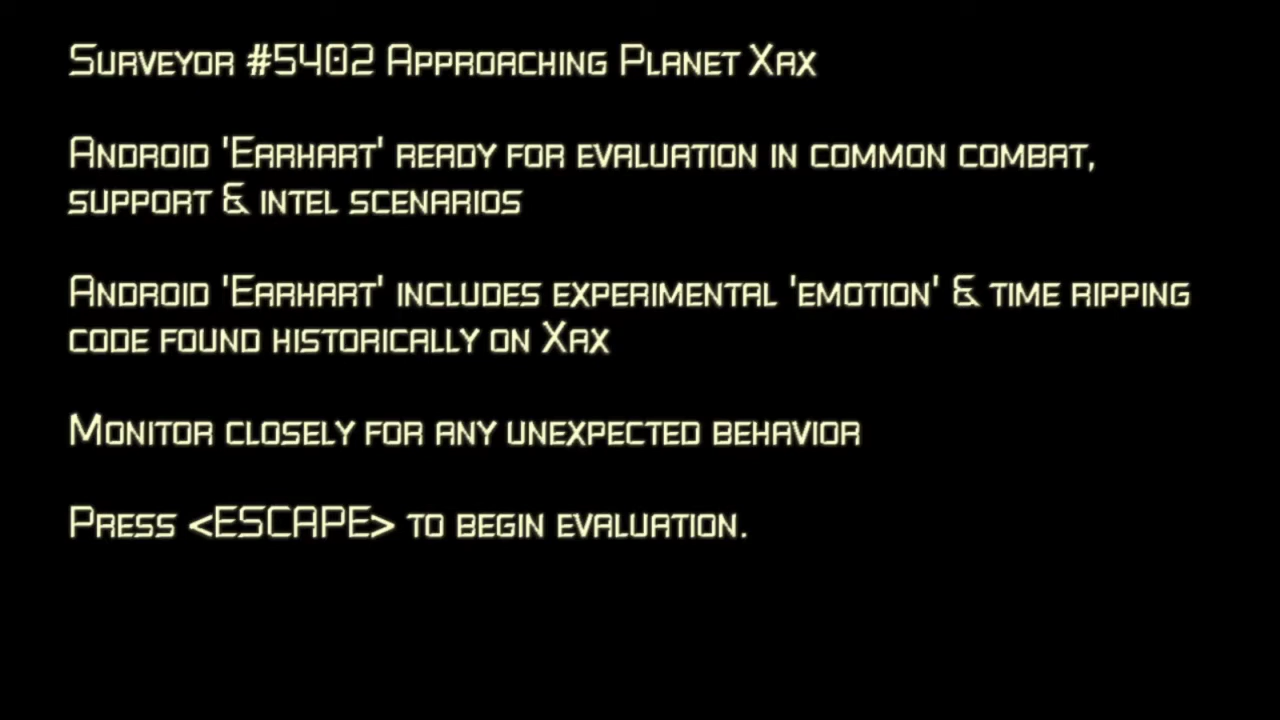 Surveyor #5402 Approaching Planet Xax
Android 'Earhart' ready for evaluation in common combat,
support & intel scenarios
Android 'Earhart' includes experimental 'emotion' & time ripping
code found historically on Xax
Monitor closely for any unexpected behavior
Press <ESCAPE> to begin evaluation.